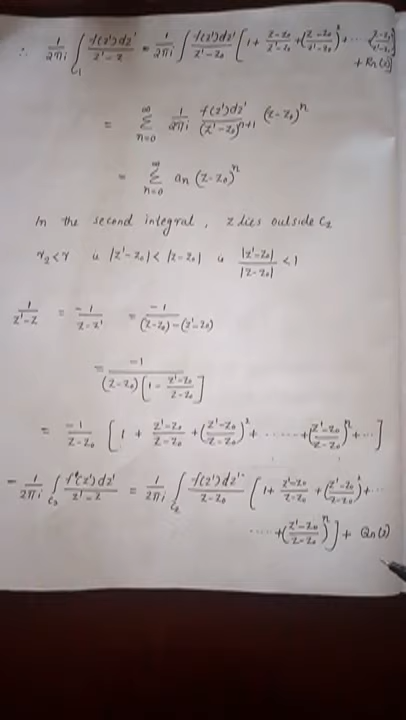 ∴ 1/2πi ∫_{C1} f(z')dz'/z'-z = 1/2πi ∫ f(z')dz'/z'-z₀ [1 + z-z₀/z'-z₀ + (z-z₀/z'-z₀)² + ... (z-z₀/z'-z₀)
+ Rn(z)
= Σ_{n=0}^{∞} 1/2πi f(z')dz'/(z'-z₀)^{n+1} (z-z₀)^n
= Σ_{n=0}^{∞} an (z-z₀)^n
In the second integral, z lies outside C₂
r₂<r is |z'-z₀| < |z-z₀| is |z'-z₀|/|z-z₀| < 1
1/z'-z = -1/z-z' = -1/(z-z₀)-(z'-z₀)
= -1/(z-z₀)[1 - z'-z₀/z-z₀]
= -1/z-z₀ [1 + z'-z₀/z-z₀ + (z'-z₀/z-z₀)² + ...... + (z'-z₀/z-z₀)^n + ...]
- 1/2πi ∫_{C₂} f(z')dz'/z'-z = 1/2πi ∫_{C₂} f(z')dz'/z-z₀ [1 + z'-z₀/z-z₀ + (z'-z₀/z-z₀)² + ...
..... + (z'-z₀/z-z₀)^n] + Qn(z)